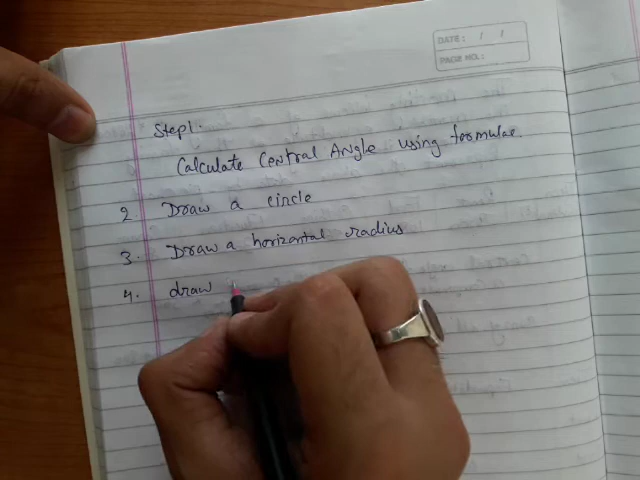 DATE: / /
PAGE NO.:
Step1.
Calculate Central Angle using formulae.
2 Draw a circle
3. Draw a horizontal radius
4. draw